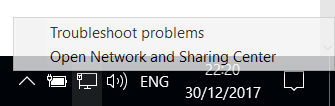 Troubleshoot problems
Open Network and Sharing Center
ENG
22:20
30/12/2017